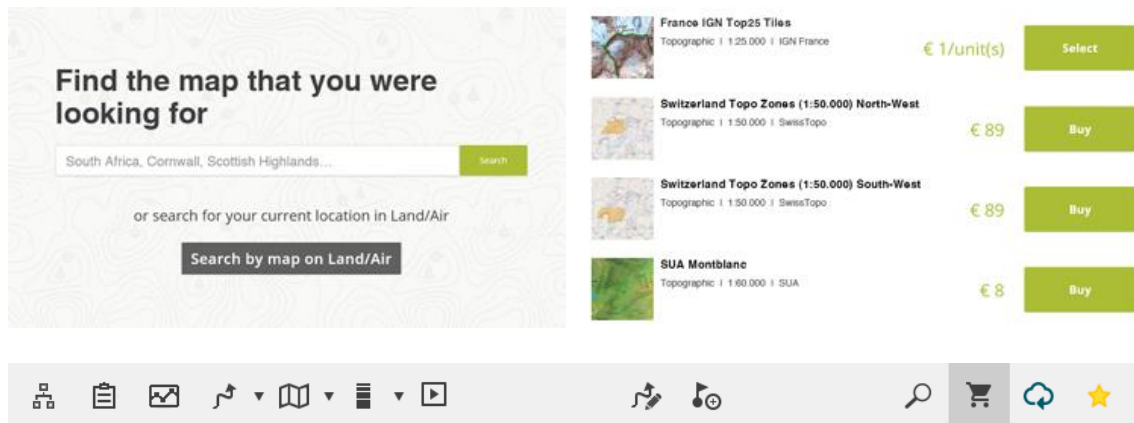 Find the map that you were
looking for
South Africa, Cornwall, Scottish Highlands...
Search
or search for your current location in Land/Air
Search by map on Land/Air
France IGN Top25 Tiles
Topographic | 1:25.000 | IGN France
€ 1/unit(s)
Select
Switzerland Topo Zones (1:50.000) North-West
Topographic | 1:50.000 | SwissTopo
€ 89
Buy
Switzerland Topo Zones (1:50.000) South-West
Topographic | 1:50.000 | SwissTopo
€ 89
Buy
SUA Montblanc
Topographic | 1:60.000 | SUA
€ 8
Buy